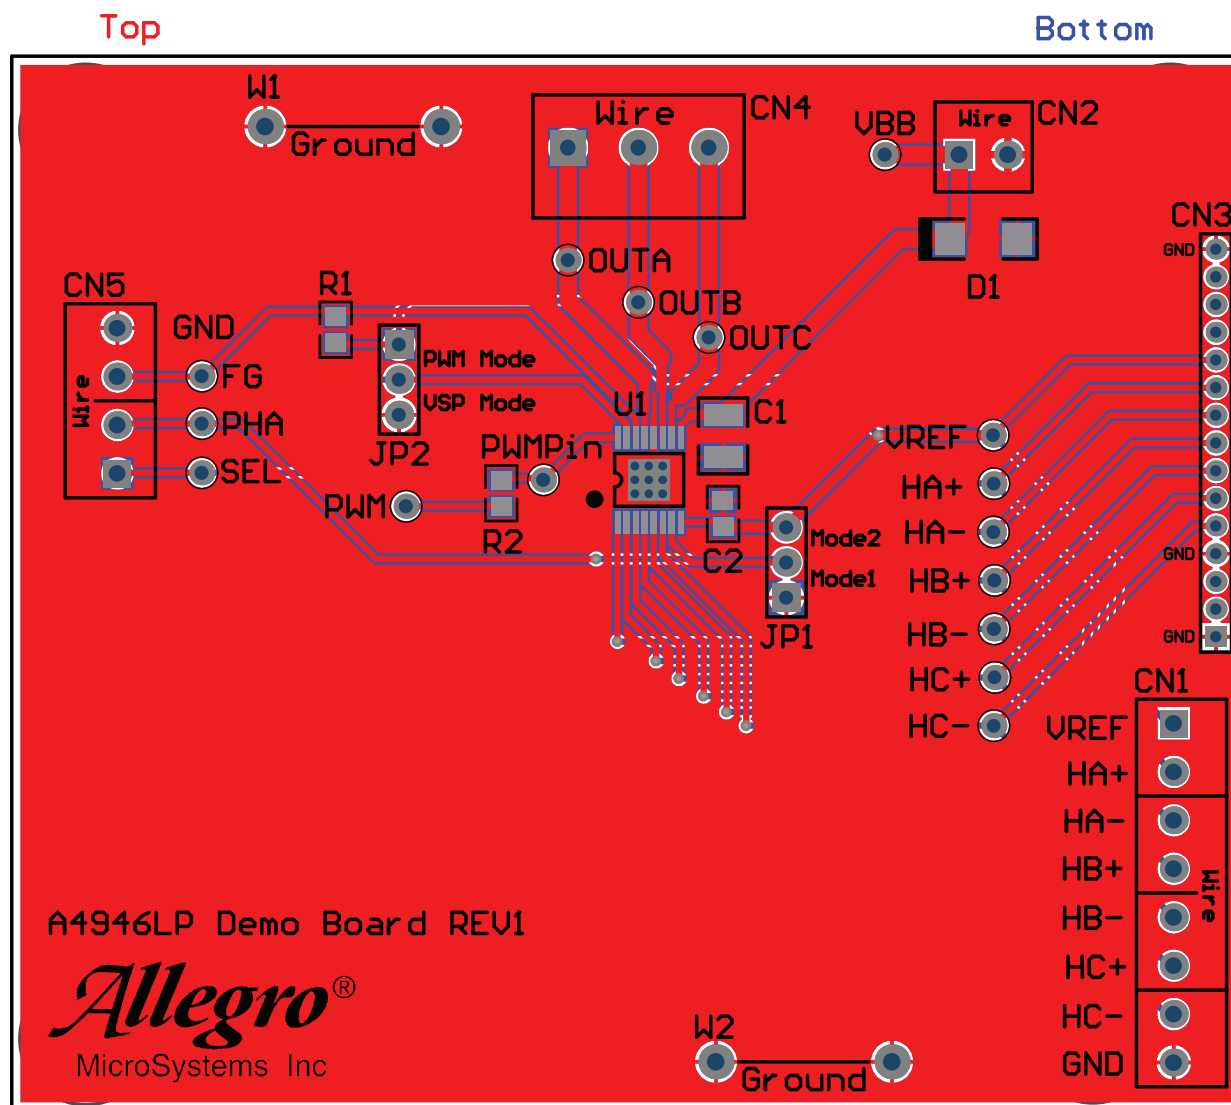 Top
Bottom
W1
Ground
Wire
CN4
VBB
Wire
CN2
CN3
GND
OUTA
D1
CN5
R1
GND
OUTB
OUTC
FG
PWM Mode
VSP Mode
Wire
PHA
JP2
U1
C1
PWMPin
SEL
VREF
PWM
R2
HA+
HA-
Mode2
C2
Mode1
GND
HB+
JP1
HB-
GND
HC+
CN1
HC-
VREF
HA+
HA-
HB+
Wire
HB-
HC+
HC-
GND
A4946LP Demo Board REV1
Allegro®
MicroSystems Inc
W2
Ground